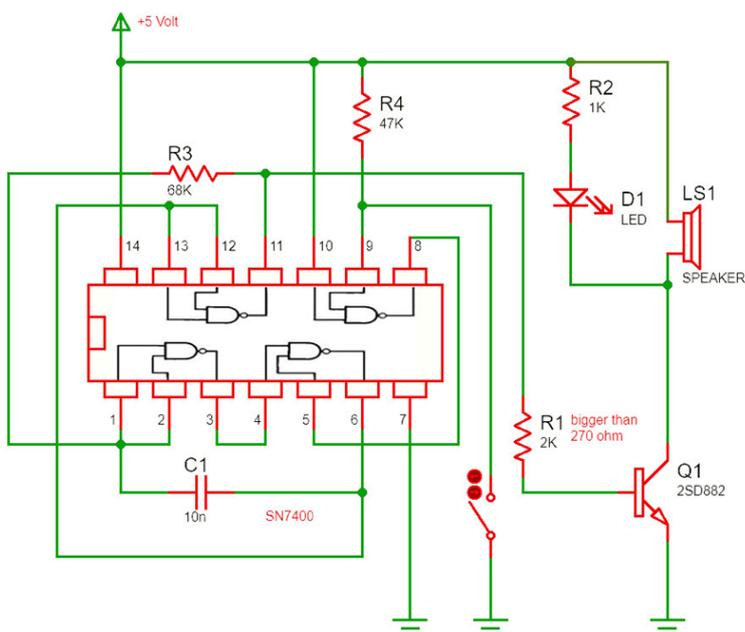 +5 Volt
R4
47K
R2
1K
R3
68K
D1
LED
LS1
SPEAKER
14 13 12 11 10 9 8
1 2 3 4 5 6 7
R1
2K
bigger than
270 ohm
C1
10n
SN7400
Q1
2SD882